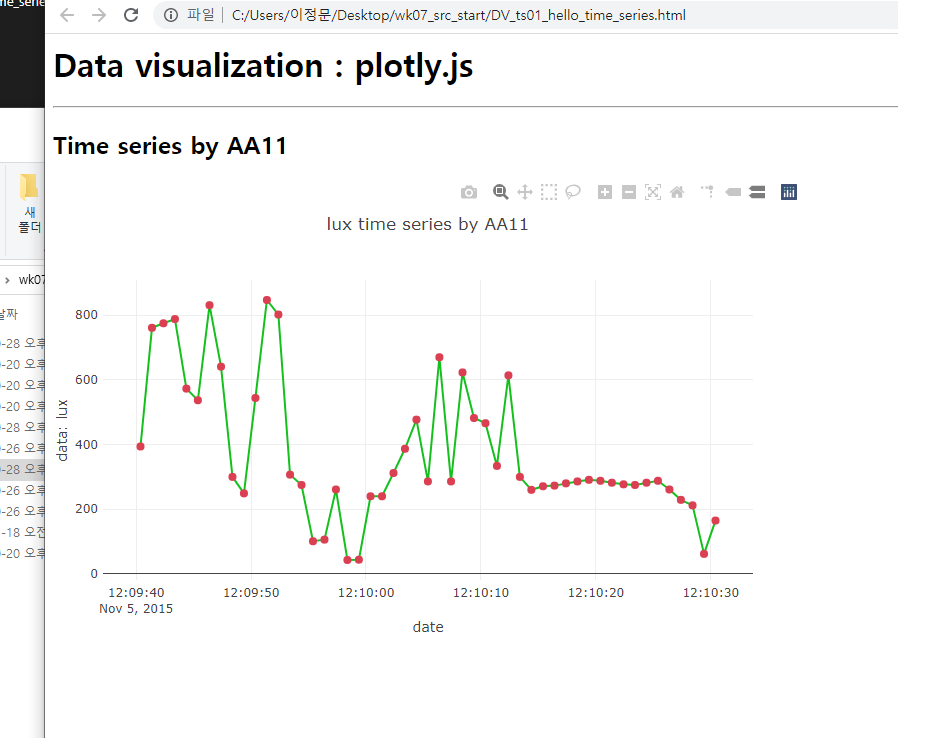 me_serie
파일 C:/Users/이정문/Desktop/wk07_src_start/DV_ts01_hello_time_series.html
Data visualization : plotly.js
Time series by AA11
새
폴더
lux time series by AA11
wk07
날짜
-28 오후
-20 오후
-20 오후
-20 오후
-28 오후
-26 오후
-28 오후
-26 오후
-26 오후
-18 오전
-20 오후
data: lux
800
600
400
200
0
12:09:40 12:09:50 12:10:00 12:10:10 12:10:20 12:10:30
Nov 5, 2015
date